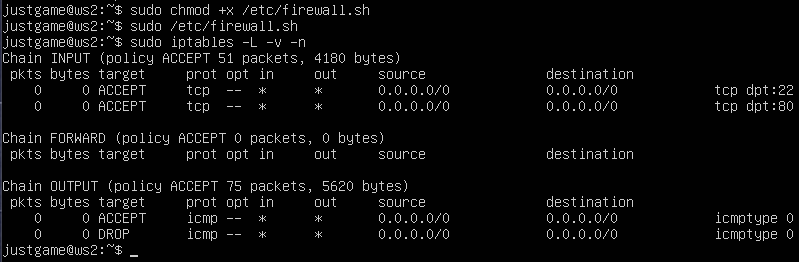 justgame@ws2:~$ sudo chmod +x /etc/firewall.sh
justgame@ws2:~$ sudo /etc/firewall.sh
justgame@ws2:~$ sudo iptables -L -v -n
Chain INPUT (policy ACCEPT 51 packets, 4180 bytes)
 pkts bytes target     prot opt in     out     source               destination
    0     0 ACCEPT     tcp  --  *      *       0.0.0.0/0            0.0.0.0/0            tcp dpt:22
    0     0 ACCEPT     tcp  --  *      *       0.0.0.0/0            0.0.0.0/0            tcp dpt:80

Chain FORWARD (policy ACCEPT 0 packets, 0 bytes)
 pkts bytes target     prot opt in     out     source               destination

Chain OUTPUT (policy ACCEPT 75 packets, 5620 bytes)
 pkts bytes target     prot opt in     out     source               destination
    0     0 ACCEPT     icmp --  *      *       0.0.0.0/0            0.0.0.0/0            icmptype 0
    0     0 DROP       icmp --  *      *       0.0.0.0/0            0.0.0.0/0            icmptype 0
justgame@ws2:~$ _